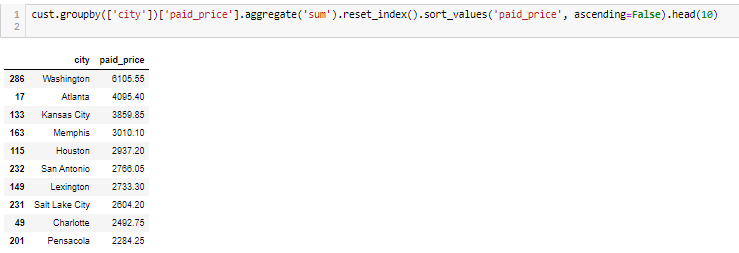 1 cust.groupby(['city'])['paid_price'].aggregate('sum').reset_index().sort_values('paid_price', ascending=False).head(10)
2
city paid_price
286 Washington 6105.55
17 Atlanta 4095.40
133 Kansas City 3859.85
163 Memphis 3010.10
115 Houston 2937.20
232 San Antonio 2766.05
149 Lexington 2733.30
231 Salt Lake City 2604.20
49 Charlotte 2492.75
201 Pensacola 2284.25